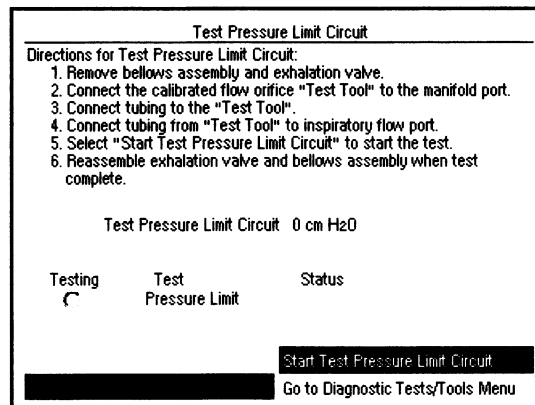 Test Pressure Limit Circuit
Directions for Test Pressure Limit Circuit:
1. Remove bellows assembly and exhalation valve.
2. Connect the calibrated flow orifice "Test Tool" to the manifold port.
3. Connect tubing to the "Test Tool".
4. Connect tubing from "Test Tool" to inspiratory flow port.
5. Select "Start Test Pressure Limit Circuit" to start the test.
6. Reassemble exhalation valve and bellows assembly when test
complete.
Test Pressure Limit Circuit 0 cm H2O
Testing Test Status
Pressure Limit
Start Test Pressure Limit Circuit
Go to Diagnostic Tests/Tools Menu